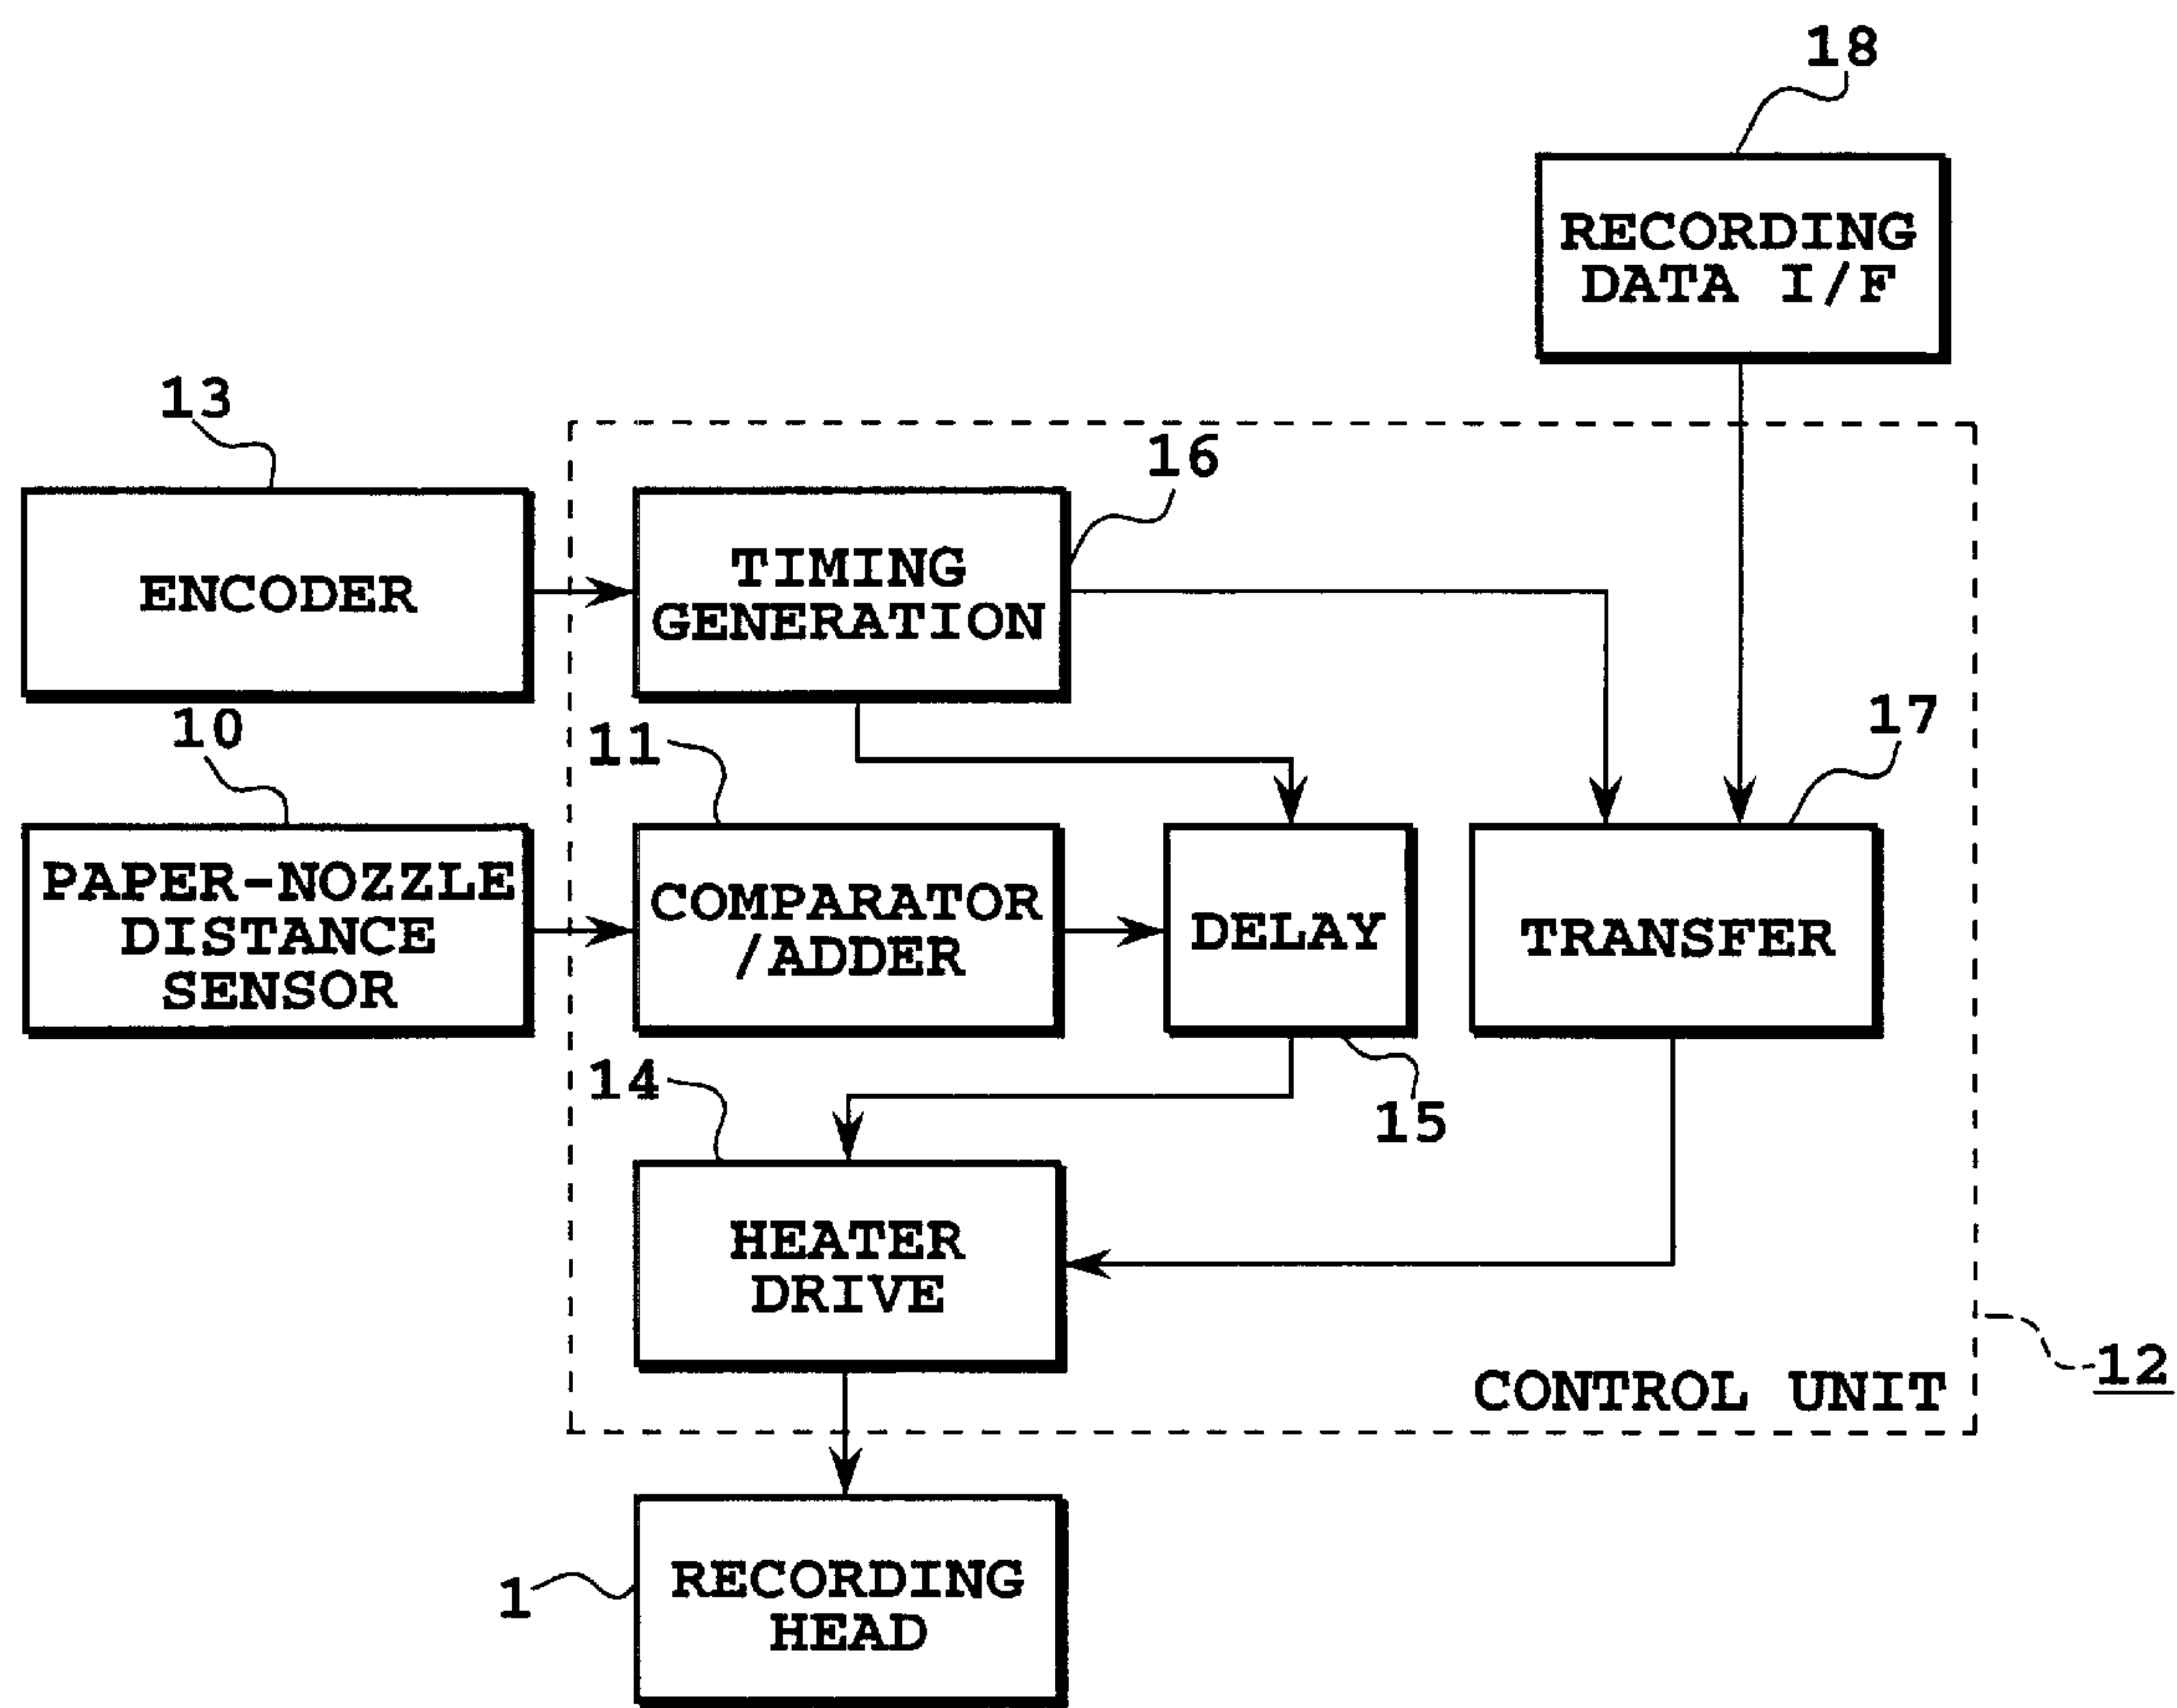 18
RECORDING
DATA I/F
13
16
ENCODER
TIMING
GENERATION
10
11
17
PAPER-NOZZLE
DISTANCE
SENSOR
COMPARATOR
/ADDER
DELAY
TRANSFER
14
15
HEATER
DRIVE
CONTROL UNIT
12
1
RECORDING
HEAD